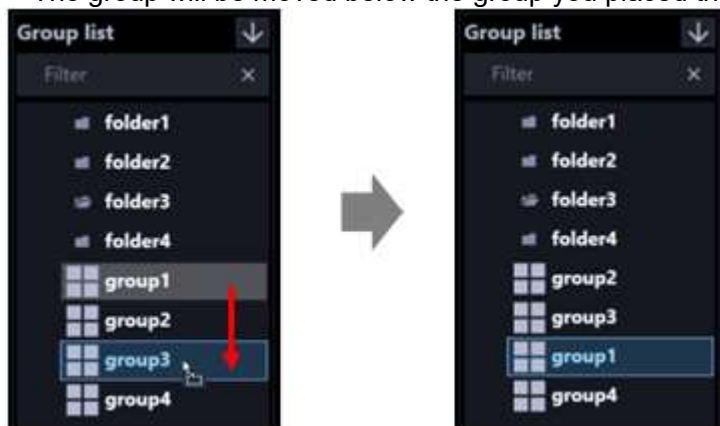 The group will be moved below the group you placed th
Group list
Filter
folder1
folder2
folder3
folder4
group1
group2
group3
group4
Group list
Filter
folder1
folder2
folder3
folder4
group2
group3
group1
group4